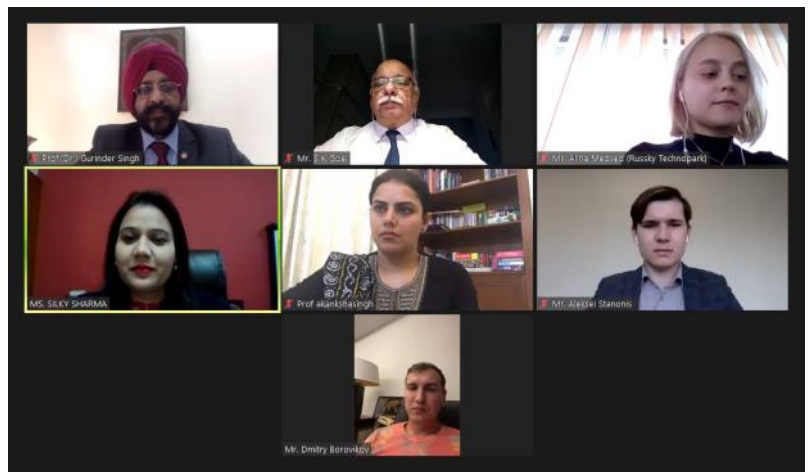 Prof.(Dr.) Gurinder Singh
Mr. S.K. Goel
Ms. Alina Medved (Russky Technopark)
MS. SILKY SHARMA
Prof akankshasingh
Mr. Aleksei Stanonis
Mr. Dmitry Borovikov